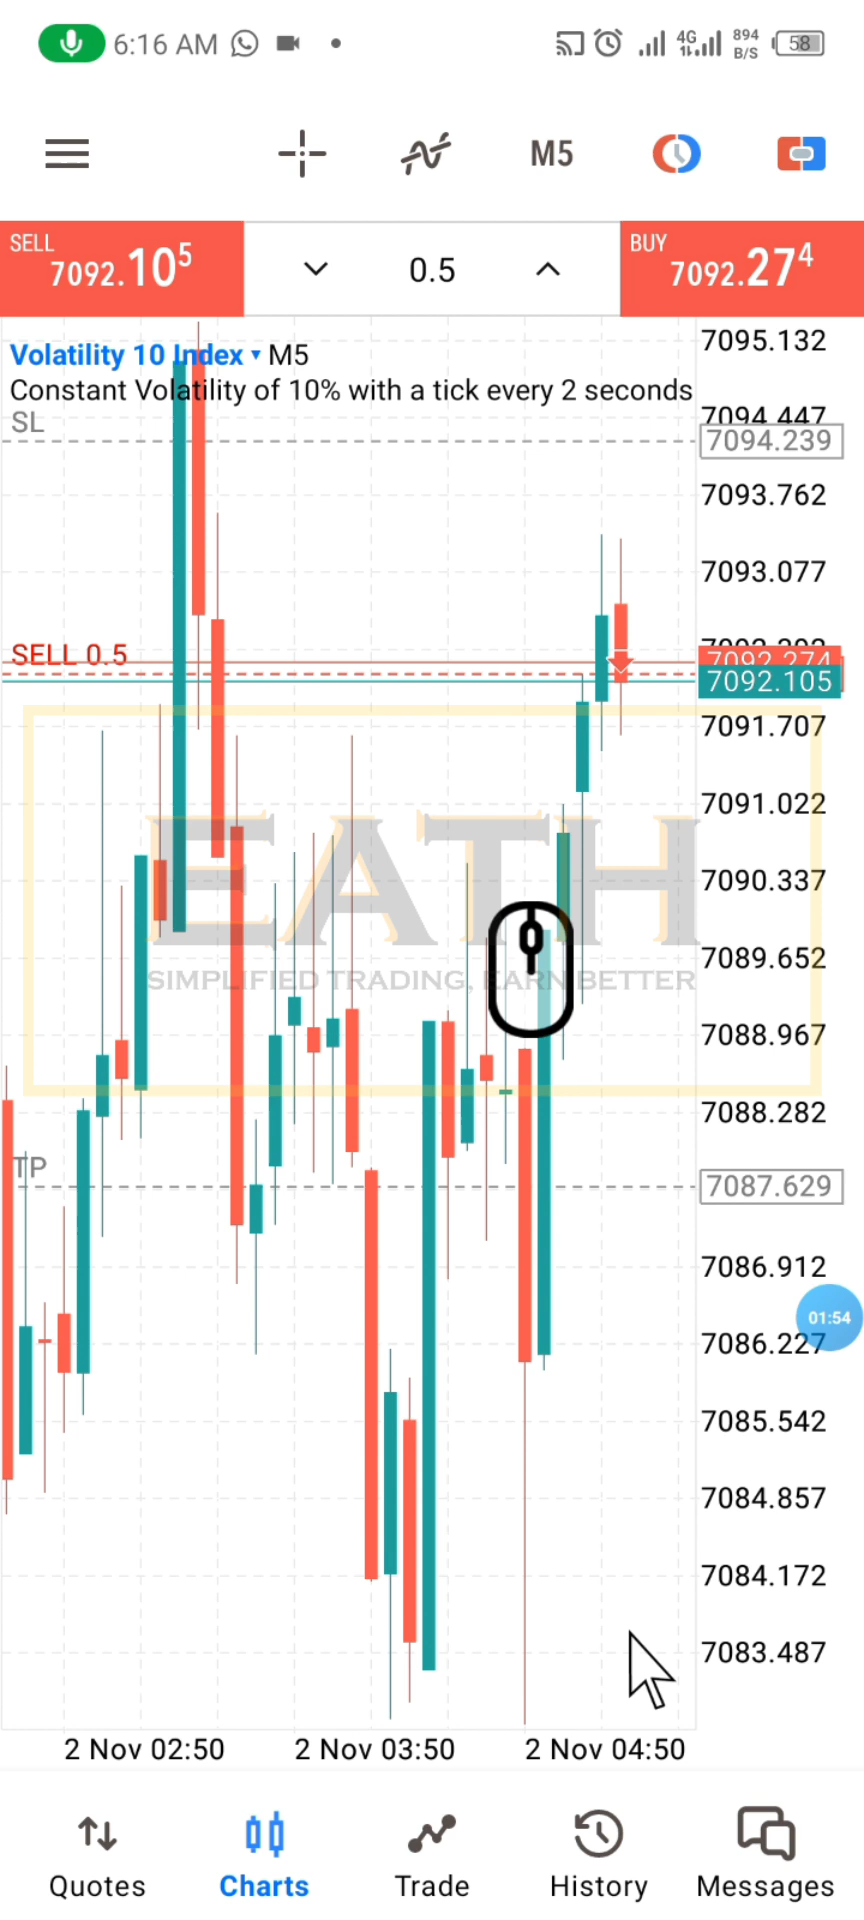 6:16 AM
4G
894 B/S
58
M5
SELL
7092.105
0.5
BUY
7092.274
Volatility 10 Index ▾ M5
Constant Volatility of 10% with a tick every 2 seconds
7095.132
SL
7094.447
7094.239
7093.762
7093.077
SELL 0.5
7092.274
7092.105
7091.707
7091.022
EATH
7090.337
7089.652
SIMPLIFIED TRADING, EARN BETTER
7088.967
7088.282
TP
7087.629
7086.912
01:54
7086.227
7085.542
7084.857
7084.172
7083.487
2 Nov 02:50
2 Nov 03:50
2 Nov 04:50
Quotes
Charts
Trade
History
Messages